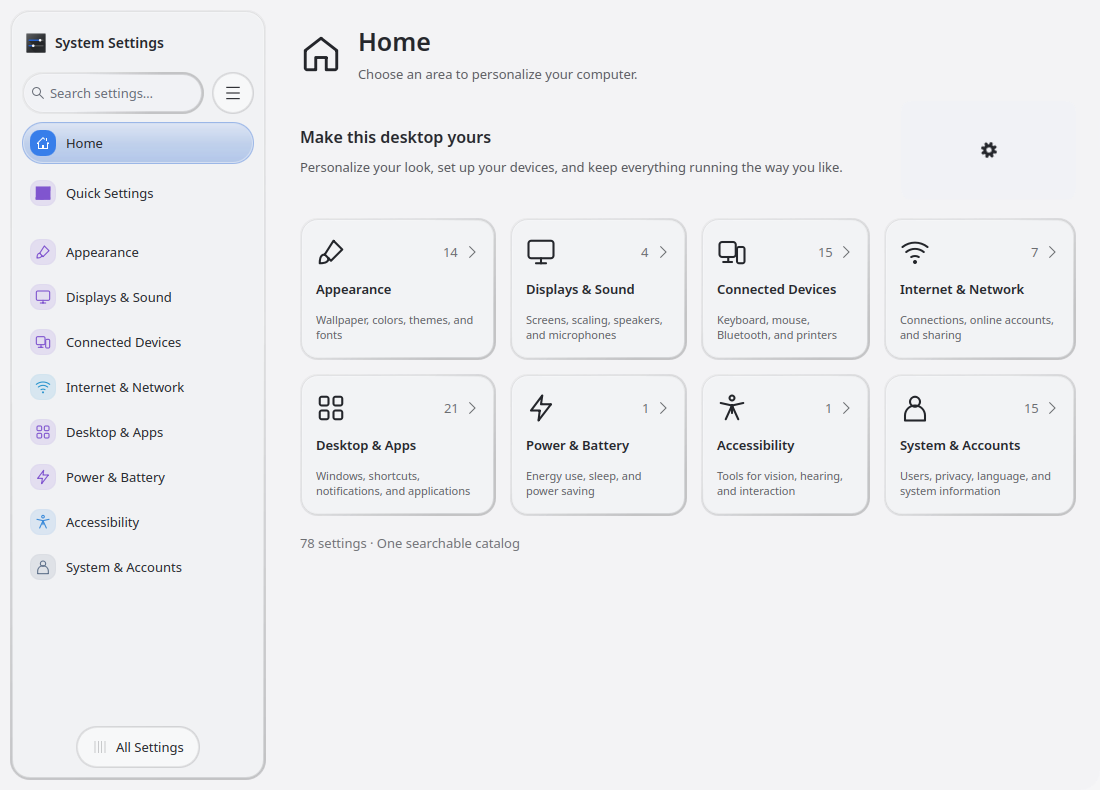 System Settings
Search settings...
Home
Quick Settings
Appearance
Displays & Sound
Connected Devices
Internet & Network
Desktop & Apps
Power & Battery
Accessibility
System & Accounts
All Settings
Home
Choose an area to personalize your computer.
Make this desktop yours
Personalize your look, set up your devices, and keep everything running the way you like.
14
Appearance
Wallpaper, colors, themes, and
fonts
4
Displays & Sound
Screens, scaling, speakers,
and microphones
15
Connected Devices
Keyboard, mouse,
Bluetooth, and printers
7
Internet & Network
Connections, online accounts,
and sharing
21
Desktop & Apps
Windows, shortcuts,
notifications, and applications
1
Power & Battery
Energy use, sleep, and
power saving
1
Accessibility
Tools for vision, hearing,
and interaction
15
System & Accounts
Users, privacy, language, and
system information
78 settings · One searchable catalog